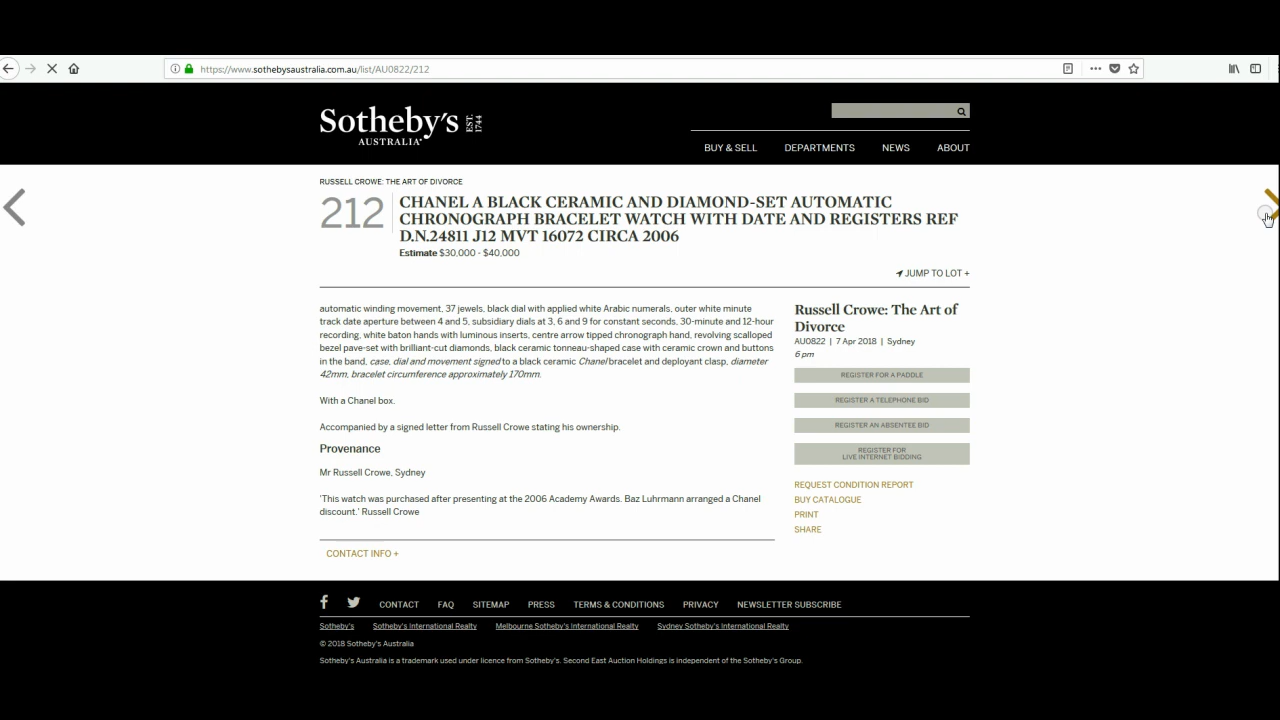 https://www.sothebysaustralia.com.au/list/AU0822/212
Sotheby's EST. 1744
AUSTRALIA
BUY & SELL DEPARTMENTS NEWS ABOUT
RUSSELL CROWE: THE ART OF DIVORCE
212
CHANEL A BLACK CERAMIC AND DIAMOND-SET AUTOMATIC
CHRONOGRAPH BRACELET WATCH WITH DATE AND REGISTERS REF
D.N.24811 J12 MVT 16072 CIRCA 2006
Estimate $30,000 - $40,000
JUMP TO LOT +
automatic winding movement, 37 jewels, black dial with applied white Arabic numerals, outer white minute
track date aperture between 4 and 5, subsidiary dials at 3, 6 and 9 for constant seconds, 30-minute and 12-hour
recording, white baton hands with luminous inserts, centre arrow tipped chronograph hand, revolving scalloped
bezel pave-set with brilliant-cut diamonds, black ceramic tonneau-shaped case with ceramic crown and buttons
in the band, case, dial and movement signed to a black ceramic Chanel bracelet and deployant clasp, diameter
42mm, bracelet circumference approximately 170mm.
With a Chanel box.
Accompanied by a signed letter from Russell Crowe stating his ownership.
Provenance
Mr Russell Crowe, Sydney
'This watch was purchased after presenting at the 2006 Academy Awards. Baz Luhrmann arranged a Chanel
discount.' Russell Crowe
CONTACT INFO +
Russell Crowe: The Art of
Divorce
AU0822 | 7 Apr 2018 | Sydney
6 pm
REGISTER FOR A PADDLE
REGISTER A TELEPHONE BID
REGISTER AN ABSENTEE BID
REGISTER FOR
LIVE INTERNET BIDDING
REQUEST CONDITION REPORT
BUY CATALOGUE
PRINT
SHARE
CONTACT FAQ SITEMAP PRESS TERMS & CONDITIONS PRIVACY NEWSLETTER SUBSCRIBE
Sotheby's Sotheby's International Realty Melbourne Sotheby's International Realty Sydney Sotheby's International Realty
© 2018 Sotheby's Australia
Sotheby's Australia is a trademark used under licence from Sotheby's. Second East Auction Holdings is independent of the Sotheby's Group.